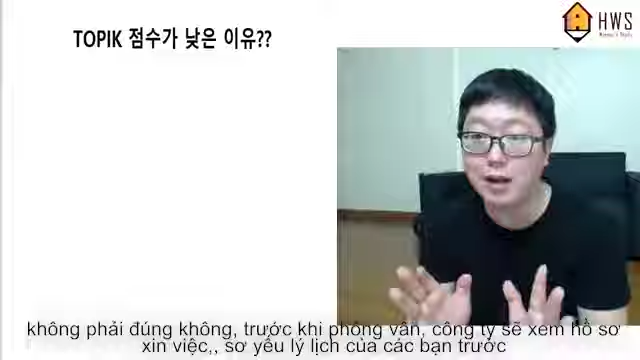 TOPIK 점수가 낮은 이유??
HWS
không phải đúng không, trước khi phỏng vấn, công ty sẽ xem hồ sơ
xin việc,, sơ yếu lý lịch của các bạn trước